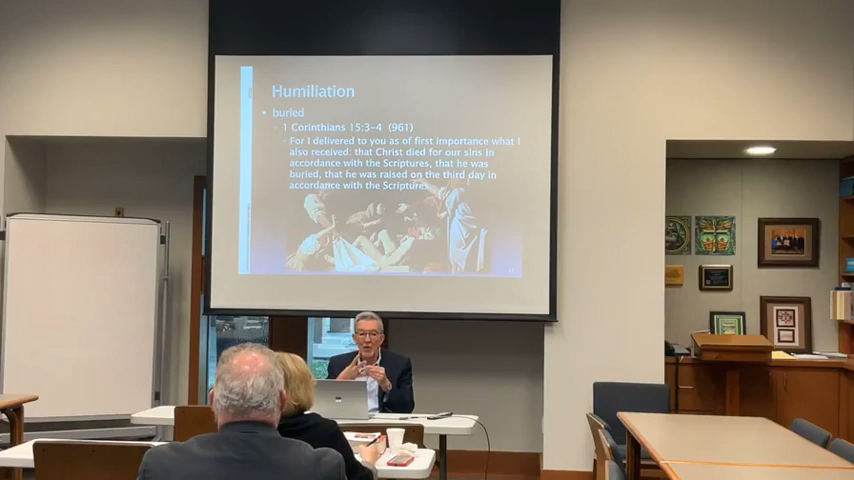 Humiliation
buried
1 Corinthians 15:3-4 (961)
For I delivered to you as of first importance what I
also received: that Christ died for our sins in
accordance with the Scriptures, that he was
buried, that he was raised on the third day in
accordance with the Scriptures